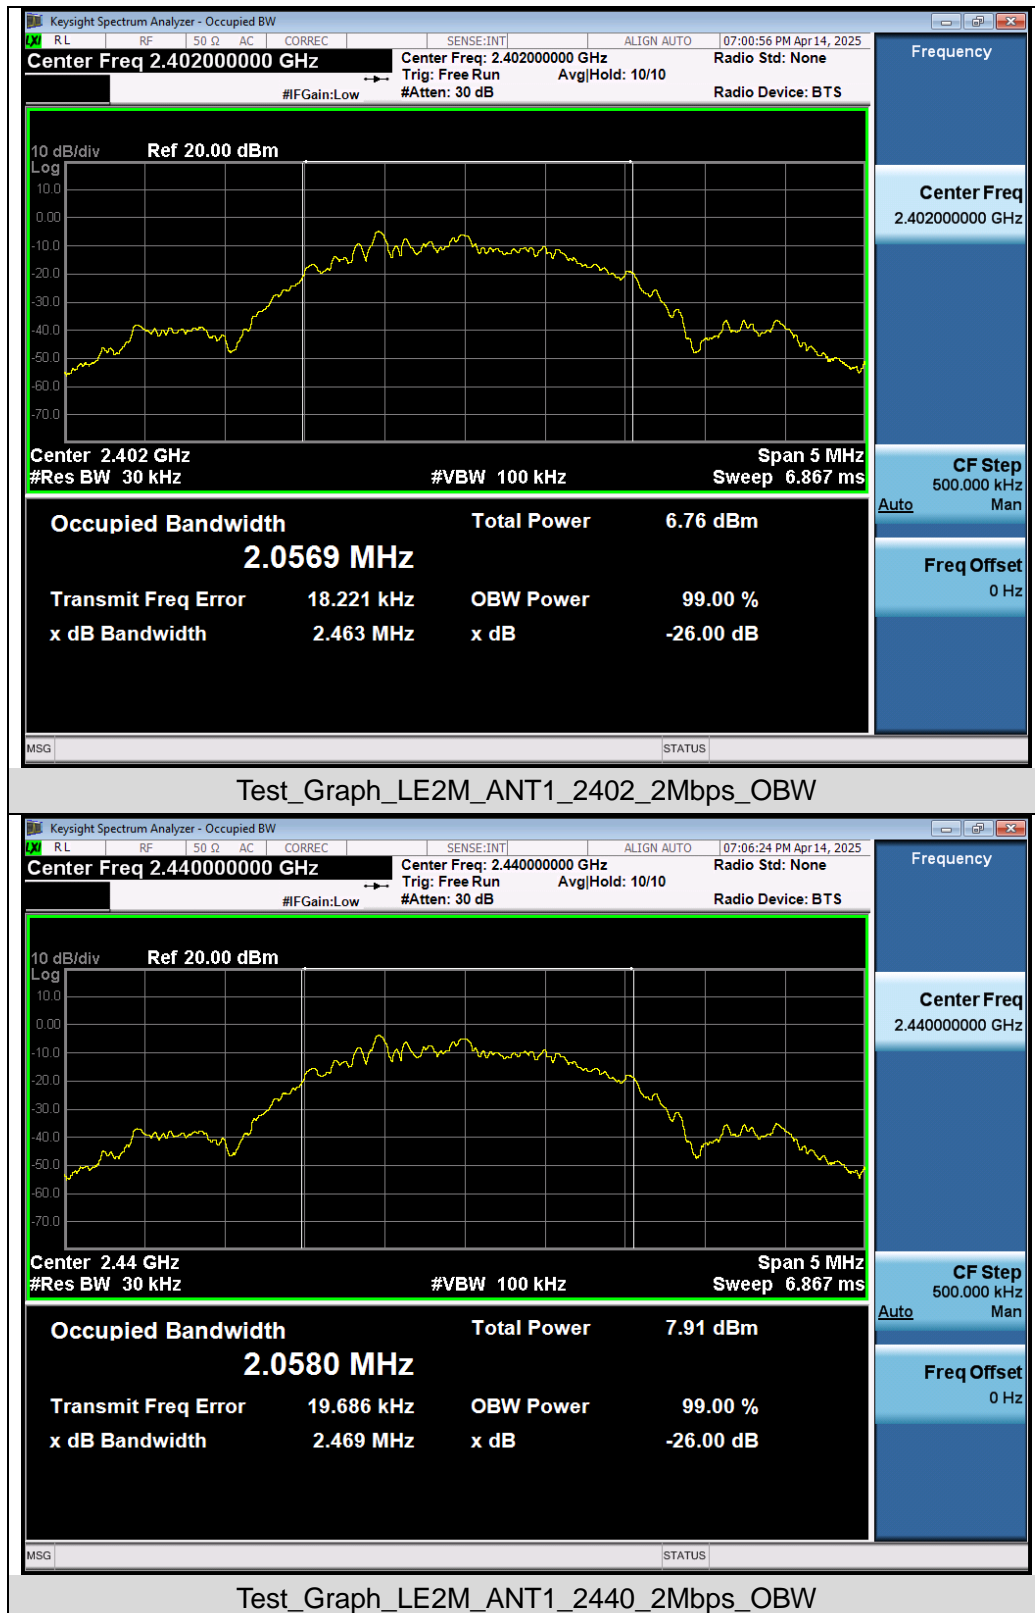 Keysight Spectrum Analyzer - Occupied BW
LXI RL RF 50 Ω AC CORREC SENSE:INT ALIGN AUTO 07:00:56 PM Apr 14, 2025
Center Freq 2.402000000 GHz
Center Freq: 2.402000000 GHz
Radio Std: None
Trig: Free Run Avg|Hold: 10/10
#IFGain:Low #Atten: 30 dB Radio Device: BTS
Frequency
10 dB/div Ref 20.00 dBm
Log
10.0
0.00
-10.0
-20.0
-30.0
-40.0
-50.0
-60.0
-70.0
Center Freq
2.402000000 GHz
Center 2.402 GHz Span 5 MHz
#Res BW 30 kHz #VBW 100 kHz Sweep 6.867 ms
CF Step
500.000 kHz
Auto Man
Freq Offset
0 Hz
Occupied Bandwidth Total Power 6.76 dBm
2.0569 MHz
Transmit Freq Error 18.221 kHz OBW Power 99.00 %
x dB Bandwidth 2.463 MHz x dB -26.00 dB
MSG STATUS
Test_Graph_LE2M_ANT1_2402_2Mbps_OBW
Keysight Spectrum Analyzer - Occupied BW
LXI RL RF 50 Ω AC CORREC SENSE:INT ALIGN AUTO 07:06:24 PM Apr 14, 2025
Center Freq 2.440000000 GHz
Center Freq: 2.440000000 GHz
Radio Std: None
Trig: Free Run Avg|Hold: 10/10
#IFGain:Low #Atten: 30 dB Radio Device: BTS
Frequency
10 dB/div Ref 20.00 dBm
Log
10.0
0.00
-10.0
-20.0
-30.0
-40.0
-50.0
-60.0
-70.0
Center Freq
2.440000000 GHz
Center 2.44 GHz Span 5 MHz
#Res BW 30 kHz #VBW 100 kHz Sweep 6.867 ms
CF Step
500.000 kHz
Auto Man
Freq Offset
0 Hz
Occupied Bandwidth Total Power 7.91 dBm
2.0580 MHz
Transmit Freq Error 19.686 kHz OBW Power 99.00 %
x dB Bandwidth 2.469 MHz x dB -26.00 dB
MSG STATUS
Test_Graph_LE2M_ANT1_2440_2Mbps_OBW